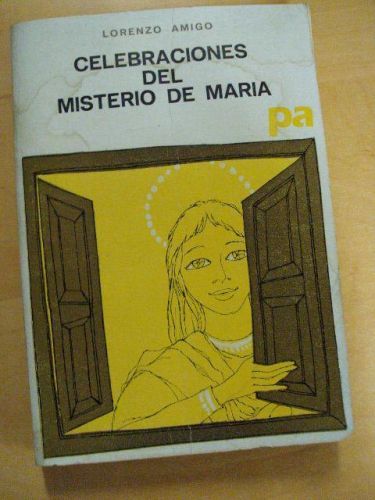 LORENZO AMIGO
CELEBRACIONES
DEL
MISTERIO DE MARIA
pa